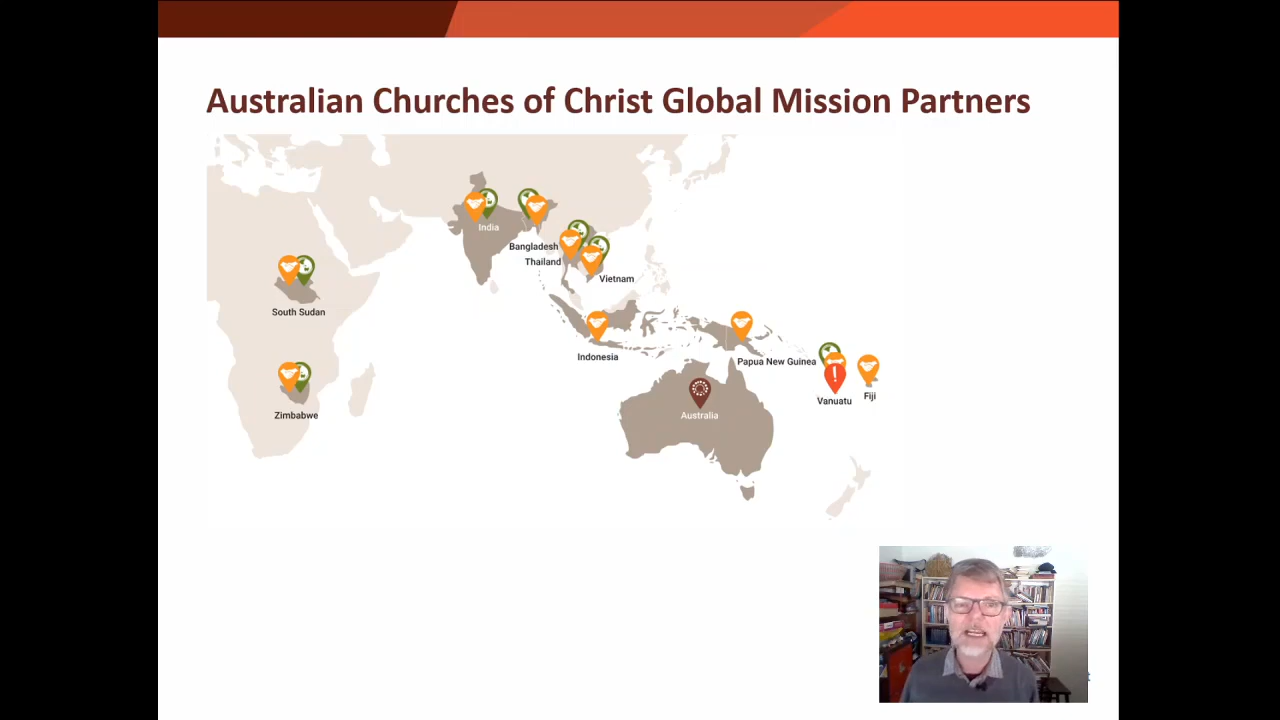 Australian Churches of Christ Global Mission Partners
India
Bangladesh
Thailand
Vietnam
South Sudan
Indonesia
Papua New Guinea
Vanuatu
Fiji
Zimbabwe
Australia